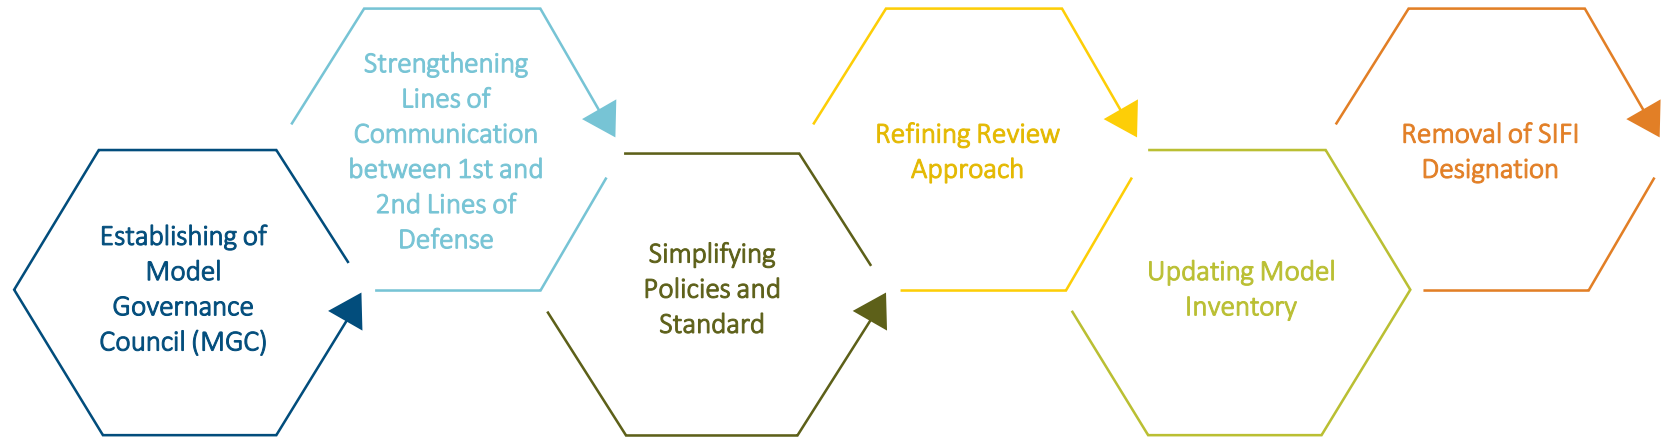 Establishing of
Model
Governance
Council (MGC)
Strengthening
Lines of
Communication
between 1st and
2nd Lines of
Defense
Simplifying
Policies and
Standard
Refining Review
Approach
Updating Model
Inventory
Removal of SIFI
Designation